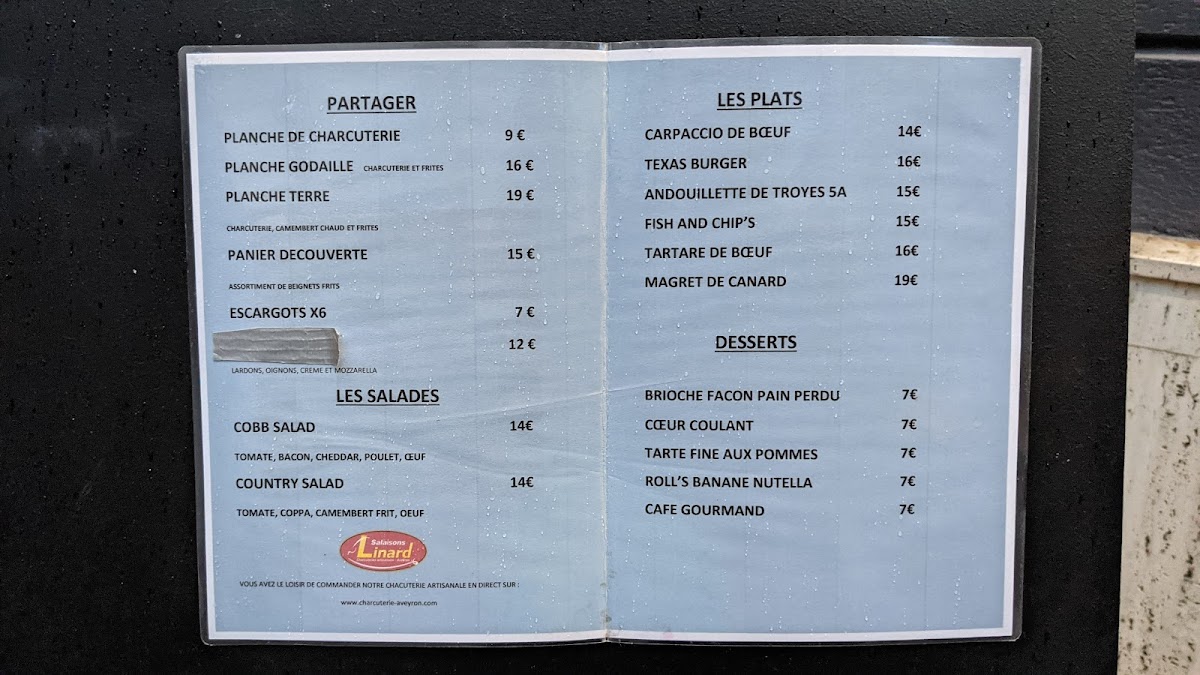 PARTAGER
PLANCHE DE CHARCUTERIE 9 €
PLANCHE GODAILLE CHARCUTERIE ET FRITES 16 €
PLANCHE TERRE 19 €
CHARCUTERIE, CAMEMBERT CHAUD ET FRITES
PANIER DECOUVERTE 15 €
ASSORTIMENT DE BEIGNETS FRITS
ESCARGOTS X6 7 €
12 €
LARDONS, OIGNONS, CREME ET MOZZARELLA
LES SALADES
COBB SALAD 14€
TOMATE, BACON, CHEDDAR, POULET, ŒUF
COUNTRY SALAD 14€
TOMATE, COPPA, CAMEMBERT FRIT, OEUF
Salaisons
Linard
VOUS AVEZ LE LOISIR DE COMMANDER NOTRE CHACUTERIE ARTISANALE EN DIRECT SUR :
www.charcuterie-aveyron.com
LES PLATS
CARPACCIO DE BŒUF 14€
TEXAS BURGER 16€
ANDOUILLETTE DE TROYES 5A 15€
FISH AND CHIP'S 15€
TARTARE DE BŒUF 16€
MAGRET DE CANARD 19€
DESSERTS
BRIOCHE FACON PAIN PERDU 7€
CŒUR COULANT 7€
TARTE FINE AUX POMMES 7€
ROLL'S BANANE NUTELLA 7€
CAFE GOURMAND 7€